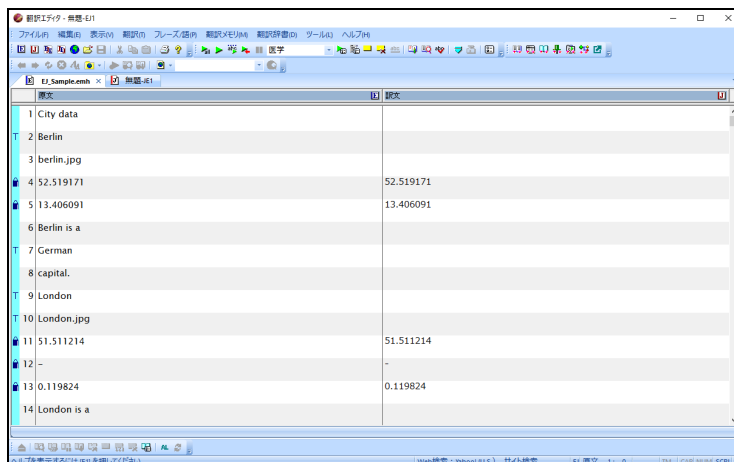 翻訳エディタ - 無題-EJ1
ファイル(F) 編集(E) 表示(V) 翻訳(T) フレーズ/語(P) 翻訳メモリ(M) 翻訳辞書(D) ツール(L) ヘルプ(H)
医学
EJ_Sample.emh × 無題-JE1
原文 E 訳文 J
1 City data
T 2 Berlin
3 berlin.jpg
4 52.519171 52.519171
5 13.406091 13.406091
6 Berlin is a
T 7 German
8 capital.
T 9 London
T 10 London.jpg
11 51.511214 51.511214
12 - -
13 0.119824 0.119824
14 London is a
AL